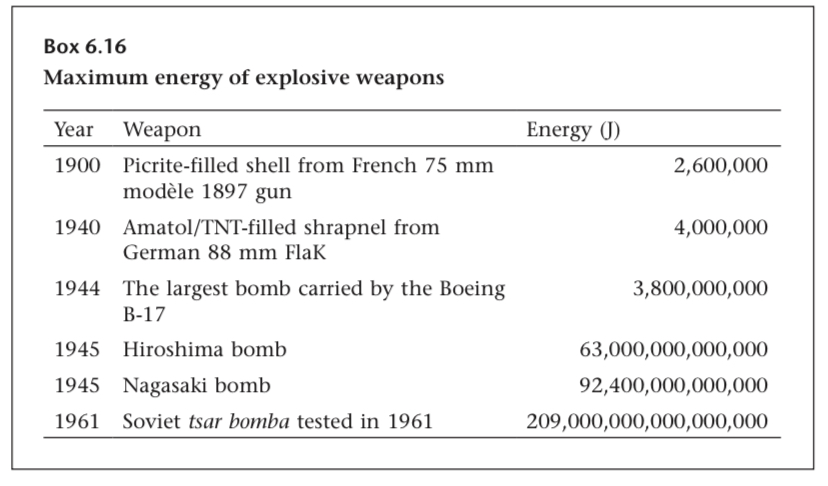 Box 6.16
Maximum energy of explosive weapons
Year Weapon Energy (J)
1900 Picrite-filled shell from French 75 mm 2,600,000
modèle 1897 gun
1940 Amatol/TNT-filled shrapnel from 4,000,000
German 88 mm FlaK
1944 The largest bomb carried by the Boeing 3,800,000,000
B-17
1945 Hiroshima bomb 63,000,000,000,000
1945 Nagasaki bomb 92,400,000,000,000
1961 Soviet tsar bomba tested in 1961 209,000,000,000,000,000